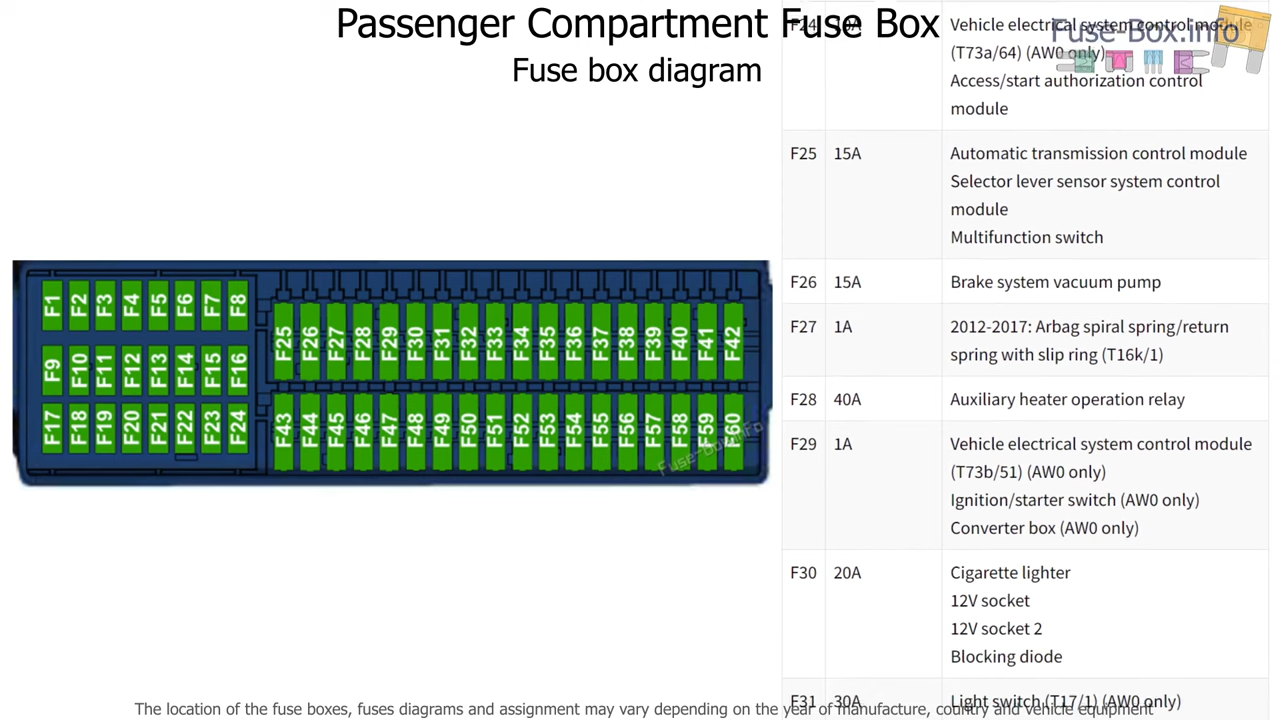 Passenger Compartment Fuse Box
Fuse box diagram
Fuse-Box.info
F1 F2 F3 F4 F5 F6 F7 F8
F9 F10 F11 F12 F13 F14 F15 F16
F17 F18 F19 F20 F21 F22 F23 F24
F25 F26 F27 F28 F29 F30 F31 F32 F33 F34 F35 F36 F37 F38 F39 F40 F41 F42
F43 F44 F45 F46 F47 F48 F49 F50 F51 F52 F53 F54 F55 F56 F57 F58 F59 F60
Fuse-Box.info
F24 Vehicle electrical system control module
(T73a/64) (AW0 only)
Access/start authorization control
module
F25 15A Automatic transmission control module
Selector lever sensor system control
module
Multifunction switch
F26 15A Brake system vacuum pump
F27 1A 2012-2017: Arbag spiral spring/return
spring with slip ring (T16k/1)
F28 40A Auxiliary heater operation relay
F29 1A Vehicle electrical system control module
(T73b/51) (AW0 only)
Ignition/starter switch (AW0 only)
Converter box (AW0 only)
F30 20A Cigarette lighter
12V socket
12V socket 2
Blocking diode
F31 30A Light switch (T17/1) (AW0 only)
The location of the fuse boxes, fuses diagrams and assignment may vary depending on the year of manufacture, country and vehicle equipment